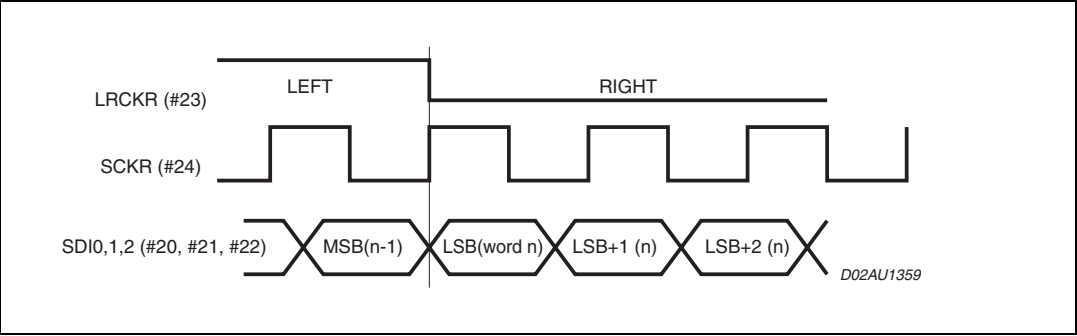 LEFT
RIGHT
LRCKR (#23)
SCKR (#24)
SDI0,1,2 (#20, #21, #22)
MSB(n-1)
LSB(word n)
LSB+1 (n)
LSB+2 (n)
D02AU1359